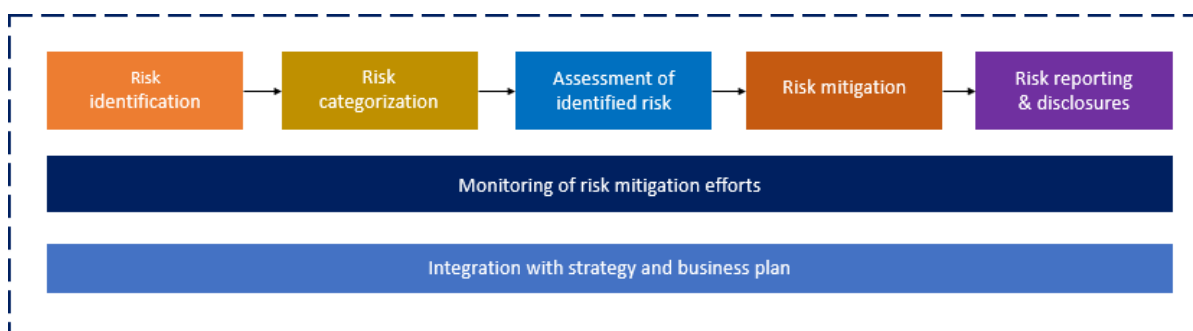 Risk
identification
Risk
categorization
Assessment of
identified risk
Risk mitigation
Risk reporting
& disclosures
Monitoring of risk mitigation efforts
Integration with strategy and business plan